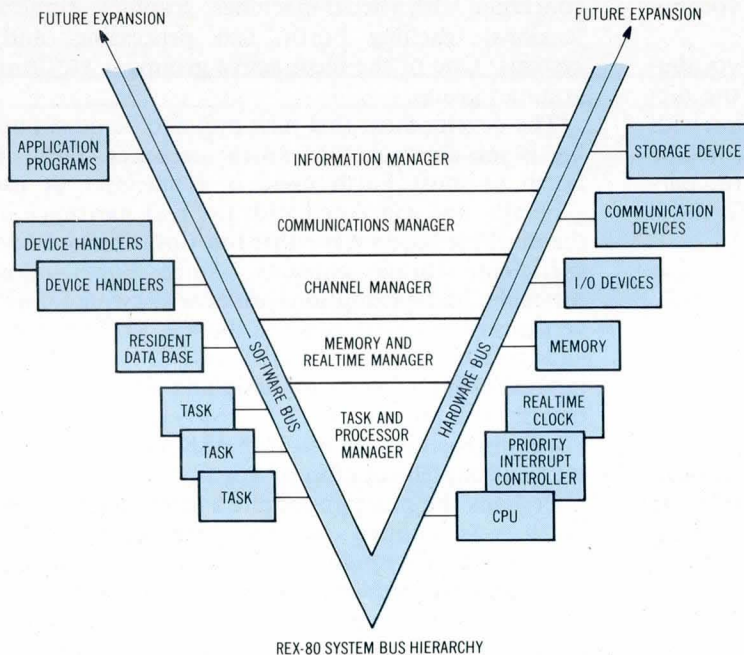 FUTURE EXPANSION
FUTURE EXPANSION
APPLICATION
PROGRAMS
INFORMATION MANAGER
STORAGE DEVICE
COMMUNICATIONS MANAGER
COMMUNICATION
DEVICES
DEVICE HANDLERS
DEVICE HANDLERS
CHANNEL MANAGER
I/O DEVICES
RESIDENT
DATA BASE
SOFTWARE BUS
MEMORY AND
REALTIME MANAGER
HARDWARE BUS
MEMORY
TASK
TASK
TASK
TASK AND
PROCESSOR
MANAGER
REALTIME
CLOCK
PRIORITY
INTERRUPT
CONTROLLER
CPU
REX-80 SYSTEM BUS HIERARCHY